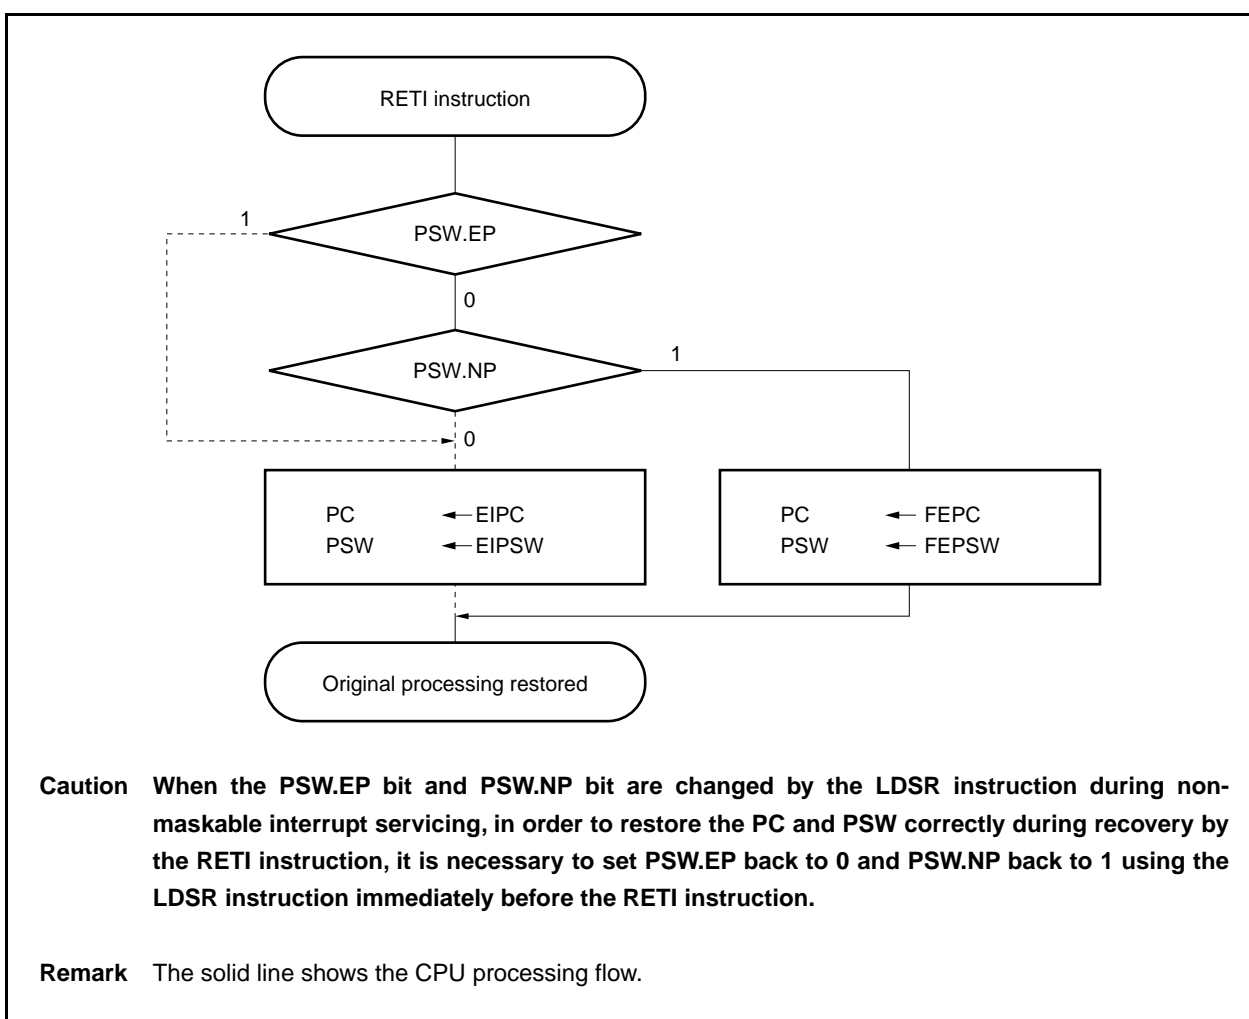 RETI instruction
1
PSW.EP
0
PSW.NP
1
0
PC ← EIPC
PSW ← EIPSW
PC ← FEPC
PSW ← FEPSW
Original processing restored
Caution When the PSW.EP bit and PSW.NP bit are changed by the LDSR instruction during non-
maskable interrupt servicing, in order to restore the PC and PSW correctly during recovery by
the RETI instruction, it is necessary to set PSW.EP back to 0 and PSW.NP back to 1 using the
LDSR instruction immediately before the RETI instruction.
Remark The solid line shows the CPU processing flow.